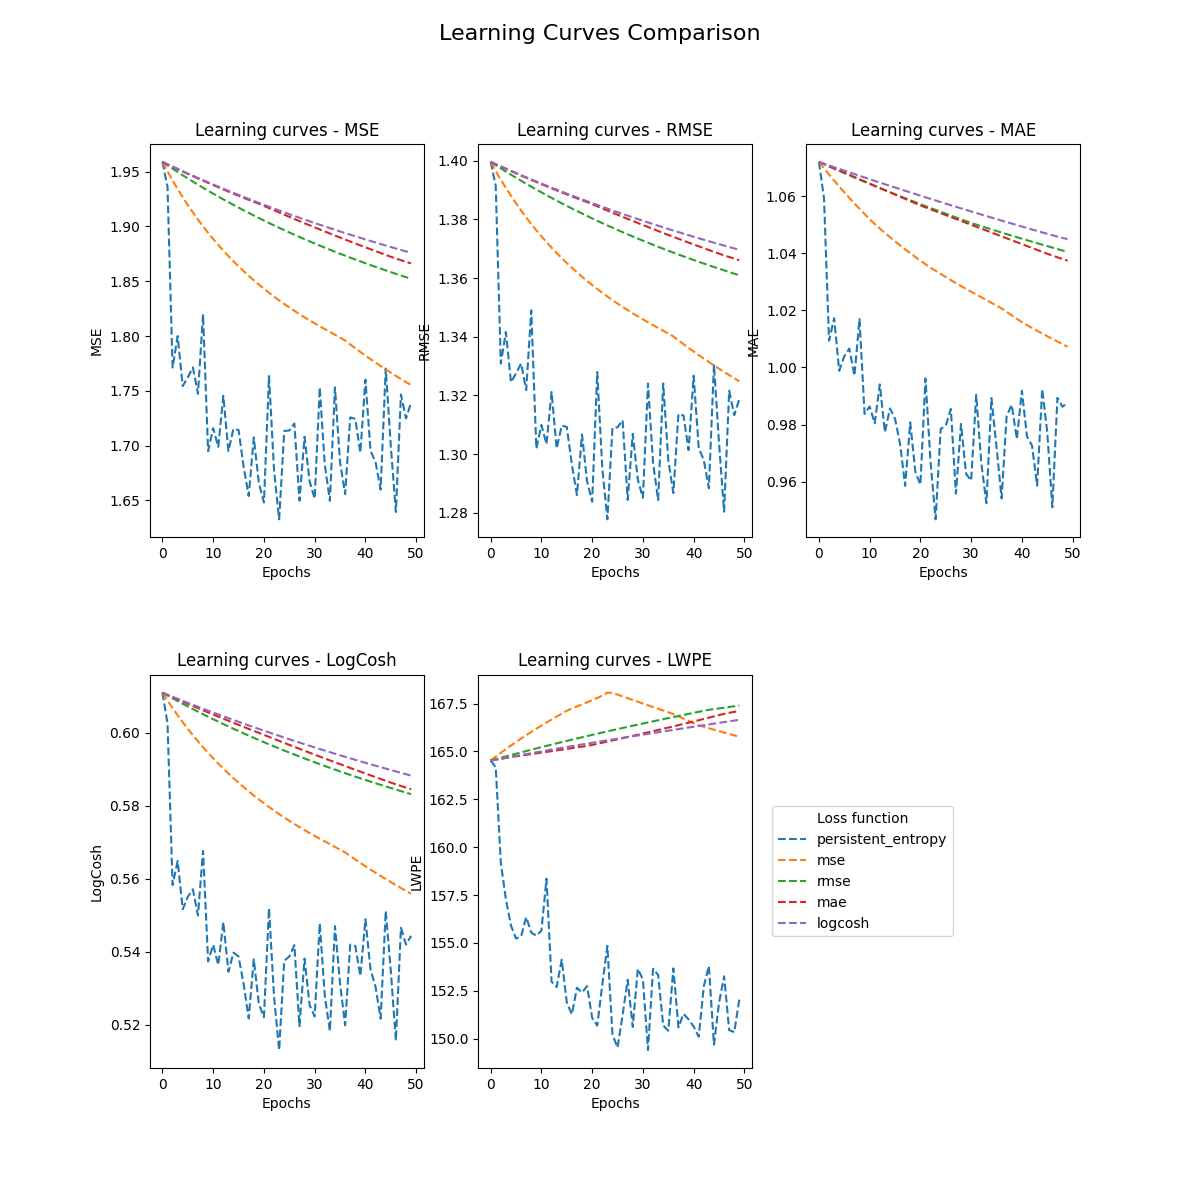 Learning Curves Comparison
Learning curves - MSE
MSE
1.95
1.90
1.85
1.80
1.75
1.70
1.65
0 10 20 30 40 50
Epochs
Learning curves - RMSE
RMSE
1.40
1.38
1.36
1.34
1.32
1.30
1.28
0 10 20 30 40 50
Epochs
Learning curves - MAE
MAE
1.06
1.04
1.02
1.00
0.98
0.96
0 10 20 30 40 50
Epochs
Learning curves - LogCosh
LogCosh
0.60
0.58
0.56
0.54
0.52
0 10 20 30 40 50
Epochs
Learning curves - LWPE
LWPE
167.5
165.0
162.5
160.0
157.5
155.0
152.5
150.0
0 10 20 30 40 50
Epochs
Loss function
persistent_entropy
mse
rmse
mae
logcosh